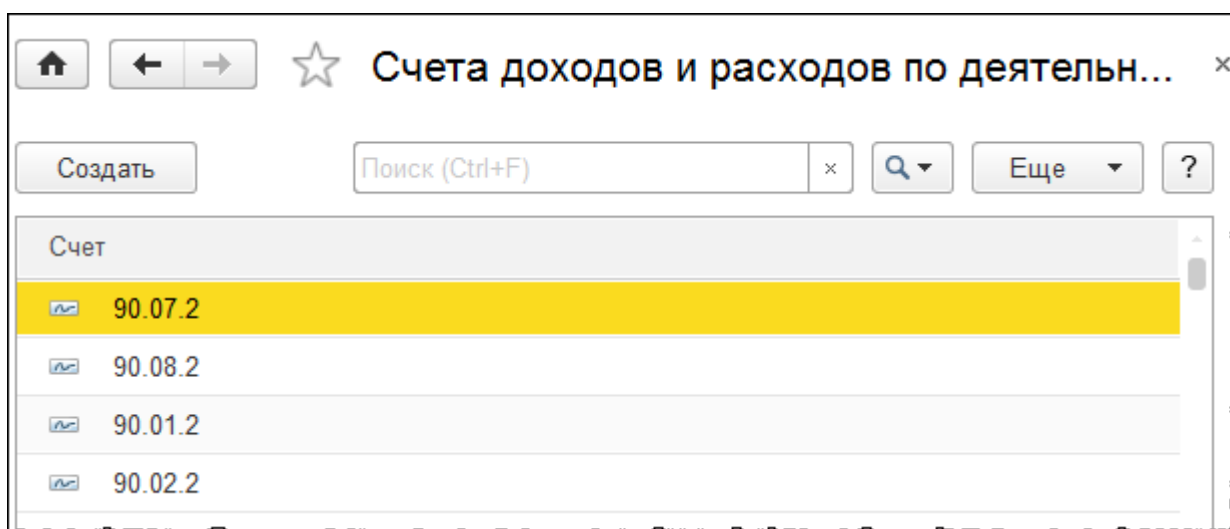 Счета доходов и расходов по деятельн...
Создать
Поиск (Ctrl+F)
Еще
?
Счет
90.07.2
90.08.2
90.01.2
90.02.2